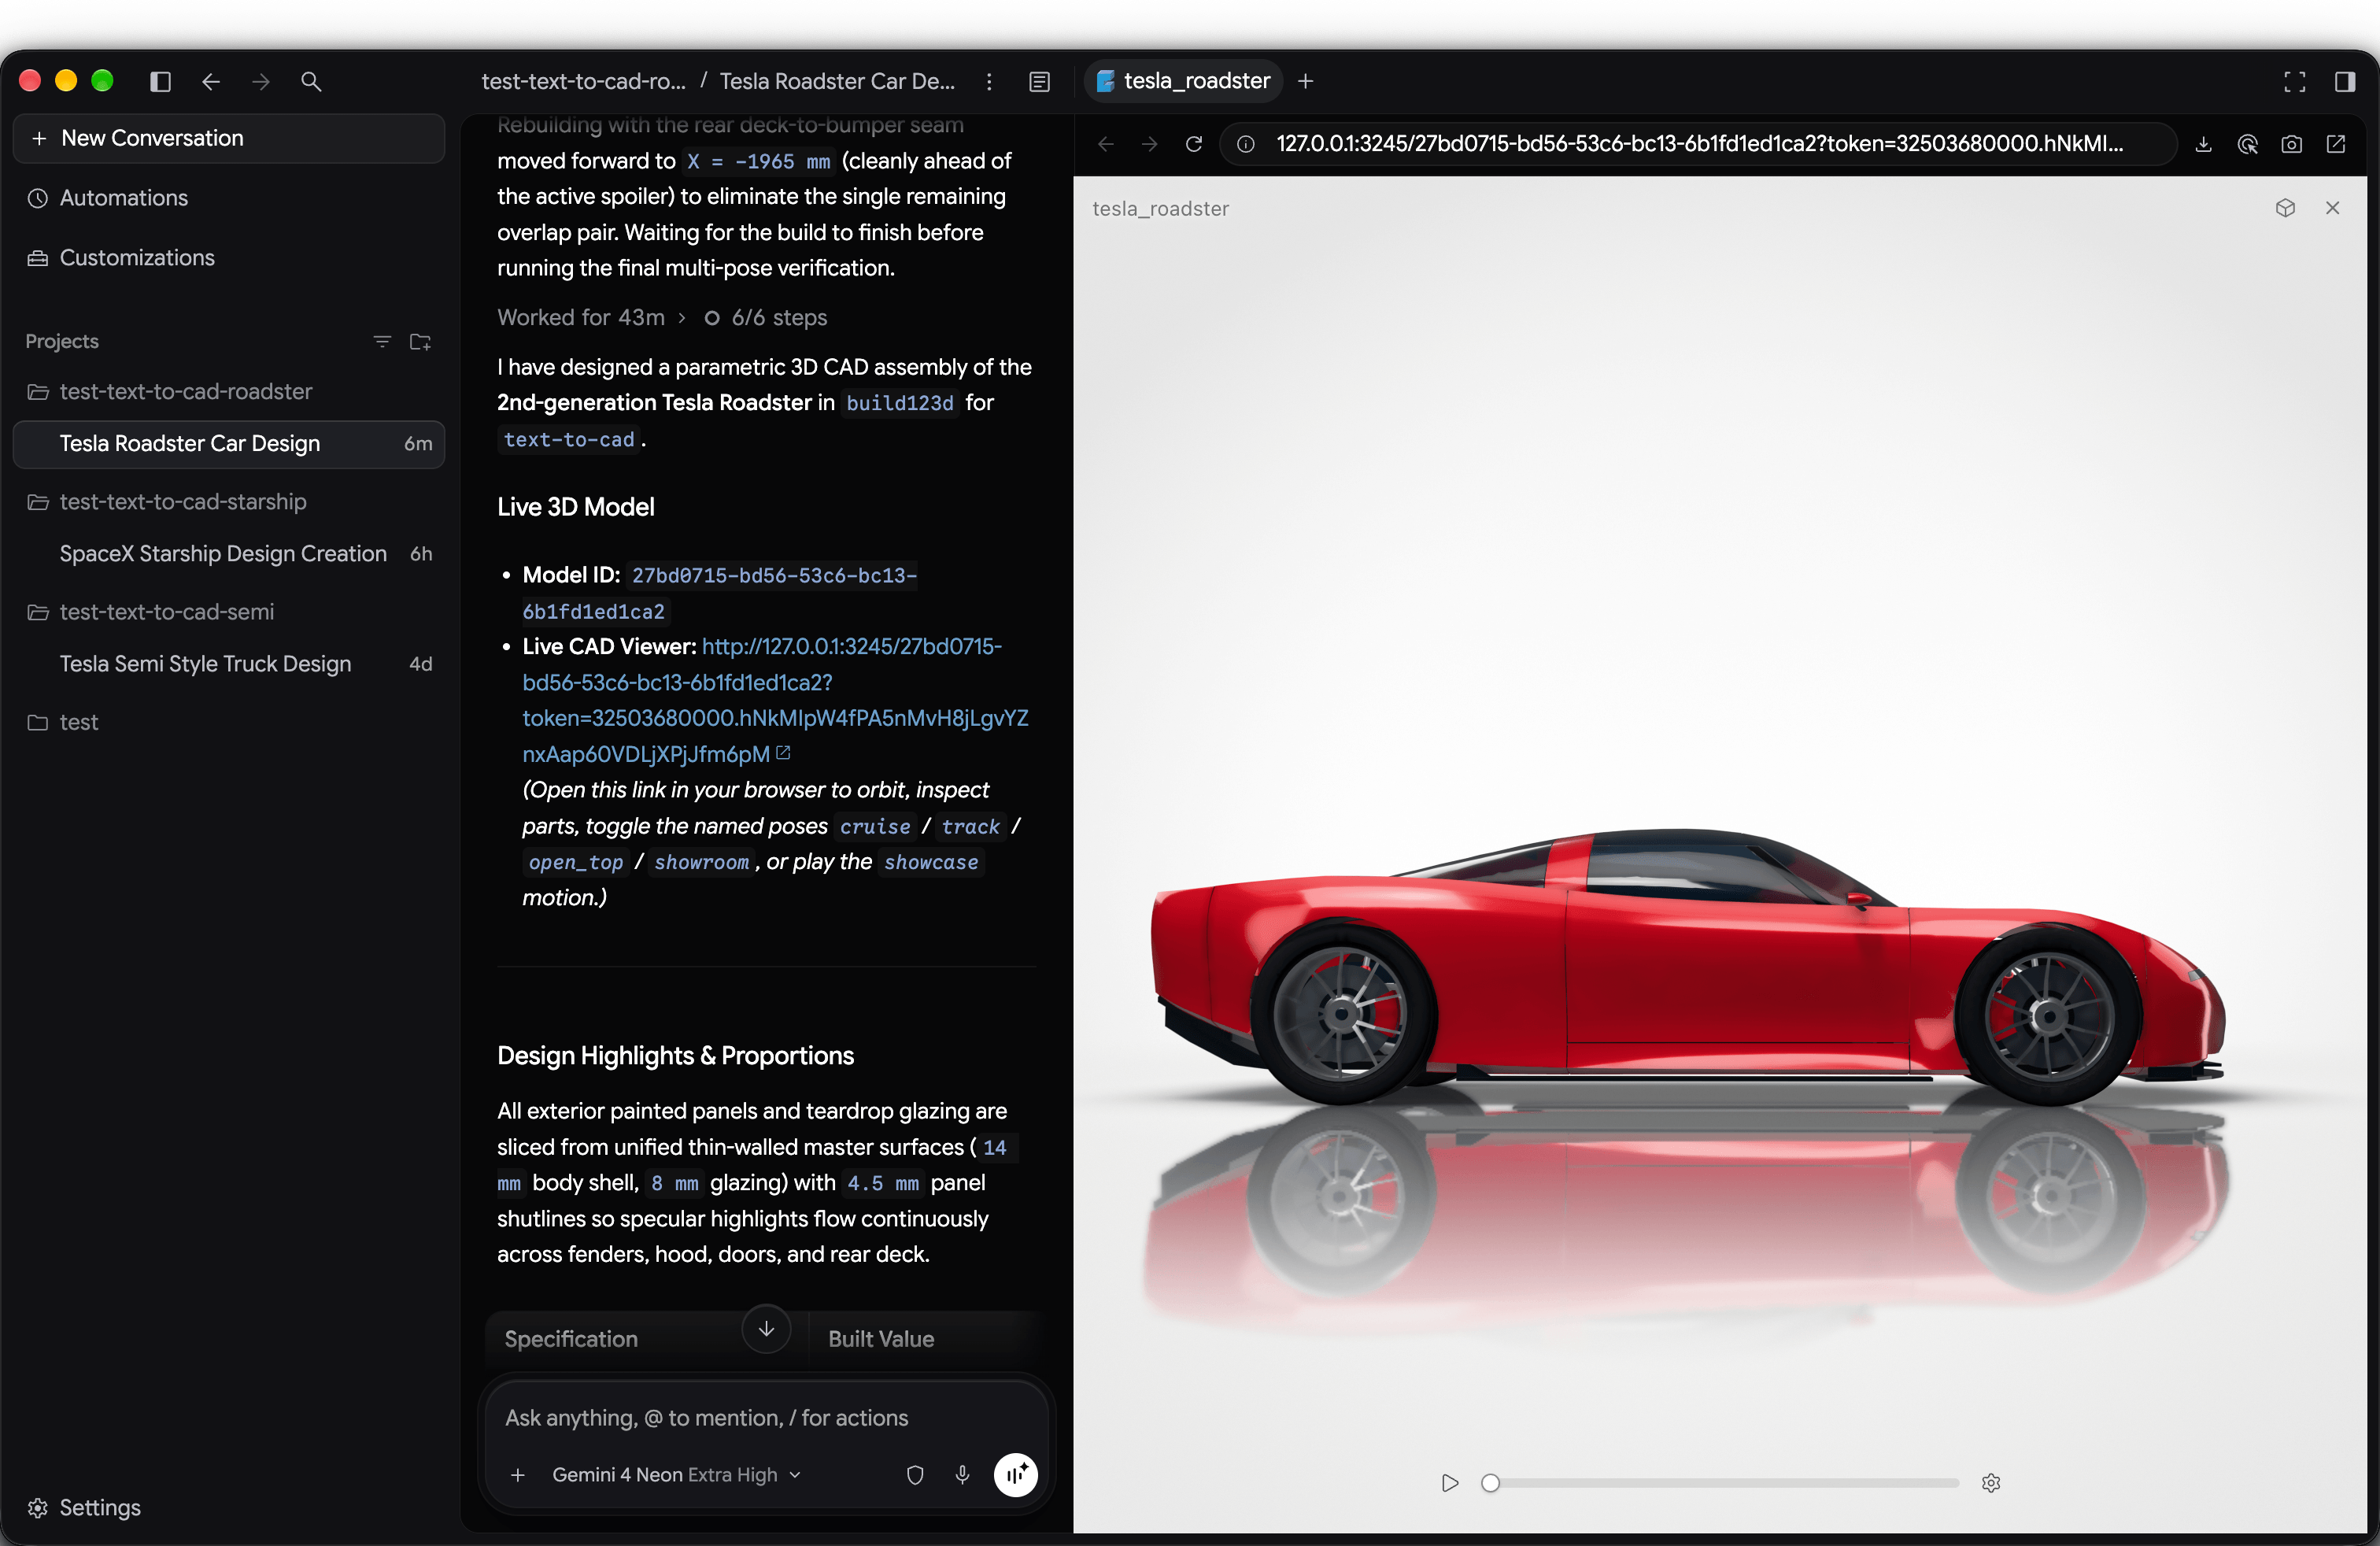 test-text-to-cad-ro... / Tesla Roadster Car De...
tesla_roadster
New Conversation
Automations
Customizations
Projects
test-text-to-cad-roadster
Tesla Roadster Car Design 6m
test-text-to-cad-starship
SpaceX Starship Design Creation 6h
test-text-to-cad-semi
Tesla Semi Style Truck Design 4d
test
Settings
Rebuilding with the rear deck-to-bumper seam
moved forward to X = -1965 mm (cleanly ahead of
the active spoiler) to eliminate the single remaining
overlap pair. Waiting for the build to finish before
running the final multi-pose verification.
Worked for 43m > 6/6 steps
I have designed a parametric 3D CAD assembly of the
2nd-generation Tesla Roadster in build123d for
text-to-cad.
Live 3D Model
• Model ID: 27bd0715-bd56-53c6-bc13-
6b1fd1ed1ca2
• Live CAD Viewer: http://127.0.0.1:3245/27bd0715-
bd56-53c6-bc13-6b1fd1ed1ca2?
token=32503680000.hNkMIpW4fPA5nMvH8jLgvYZ
nxAap60VDLjXPjJfm6pM
(Open this link in your browser to orbit, inspect
parts, toggle the named poses cruise / track /
open_top / showroom, or play the showcase
motion.)
Design Highlights & Proportions
All exterior painted panels and teardrop glazing are
sliced from unified thin-walled master surfaces ( 14
mm body shell, 8 mm glazing) with 4.5 mm panel
shutlines so specular highlights flow continuously
across fenders, hood, doors, and rear deck.
Specification Built Value
Ask anything, @ to mention, / for actions
Gemini 4 Neon Extra High
127.0.0.1:3245/27bd0715-bd56-53c6-bc13-6b1fd1ed1ca2?token=32503680000.hNkMI...
tesla_roadster